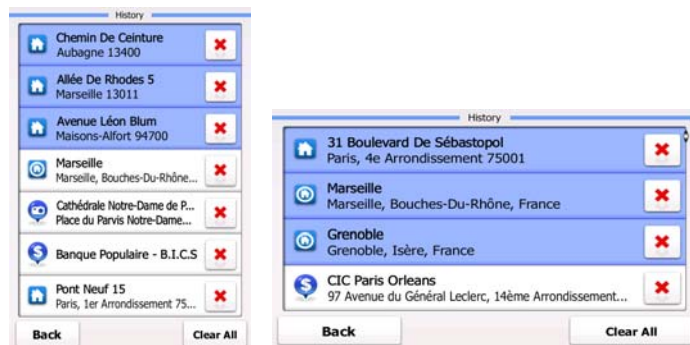 History
Chemin De Ceinture
Aubagne 13400
Allée De Rhodes 5
Marseille 13011
Avenue Léon Blum
Maisons-Alfort 94700
Marseille
Marseille, Bouches-Du-Rhône...
Cathédrale Notre-Dame de P...
Place du Parvis Notre-Dame...
Banque Populaire - B.I.C.S
Pont Neuf 15
Paris, 1er Arrondissement 75...
Back
Clear All
History
31 Boulevard De Sébastopol
Paris, 4e Arrondissement 75001
Marseille
Marseille, Bouches-Du-Rhône, France
Grenoble
Grenoble, Isère, France
CIC Paris Orleans
97 Avenue du Général Leclerc, 14ème Arrondissement...
Back
Clear All